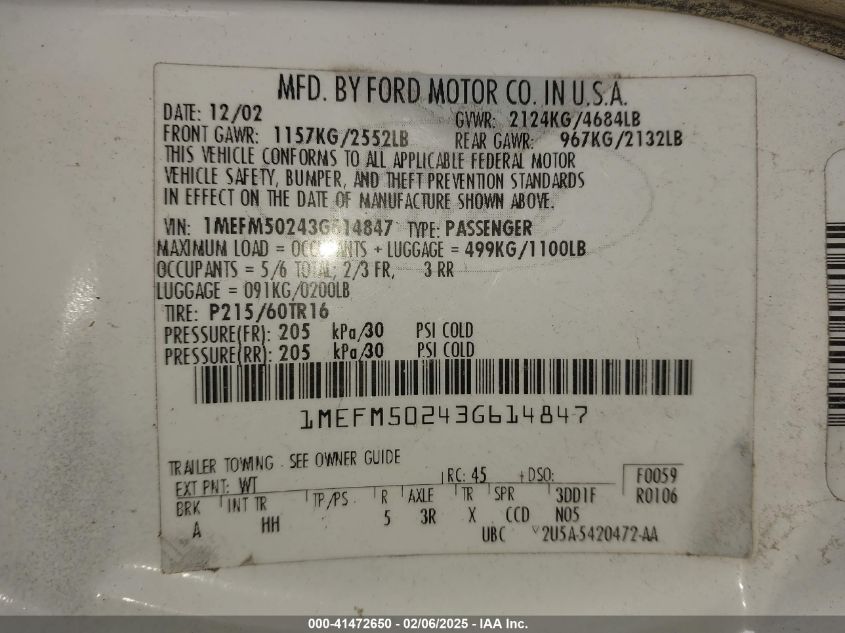 MFD. BY FORD MOTOR CO. IN U.S.A.
DATE: 12/02 GVWR: 2124KG/4684LB
FRONT GAWR: 1157KG/2552LB REAR GAWR: 967KG/2132LB
THIS VEHICLE CONFORMS TO ALL APPLICABLE FEDERAL MOTOR
VEHICLE SAFETY, BUMPER, AND THEFT PREVENTION STANDARDS
IN EFFECT ON THE DATE OF MANUFACTURE SHOWN ABOVE.
VIN: 1MEFM50243G614847 TYPE: PASSENGER
MAXIMUM LOAD = OCCUPANTS + LUGGAGE = 499KG/1100LB
OCCUPANTS = 5/6 TOTAL, 2/3 FR, 3 RR
LUGGAGE = 091KG/0200LB
TIRE: P215/60TR16
PRESSURE(FR): 205 kPa/30 PSI COLD
PRESSURE(RR): 205 kPa/30 PSI COLD
1MEFM50243G614847
TRAILER TOWING - SEE OWNER GUIDE
EXT PNT: WT RC: 45 DSO: F0059
BRK INT TR TP/PS R AXLE TR SPR 3DD1F R0106
A HH 5 3R X CCD N05
UBC 2U5A-5420472-AA
000-41472650 - 02/06/2025 - IAA Inc.